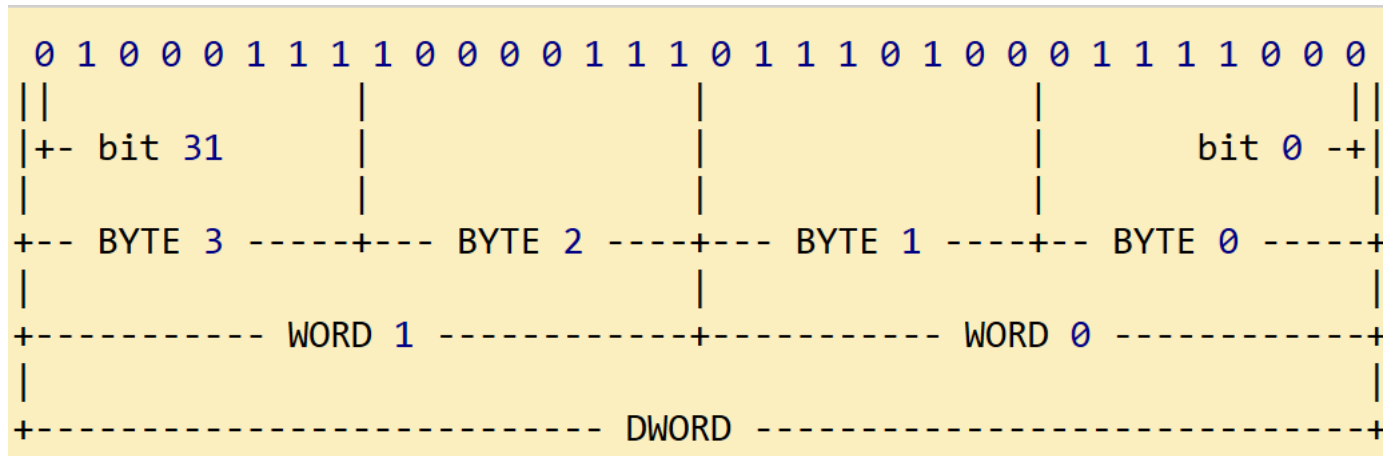 0 1 0 0 0 1 1 1 1 0 0 0 0 1 1 1 0 1 1 1 0 1 0 0 0 1 1 1 1 0 0 0
|| | | | ||
|+- bit 31 | | | bit 0 -+|
| | | | |
+-- BYTE 3 -----+--- BYTE 2 ----+--- BYTE 1 ----+-- BYTE 0 -----+
| | |
+----------- WORD 1 ------------+----------- WORD 0 ------------+
| |
+--------------------------- DWORD -----------------------------+